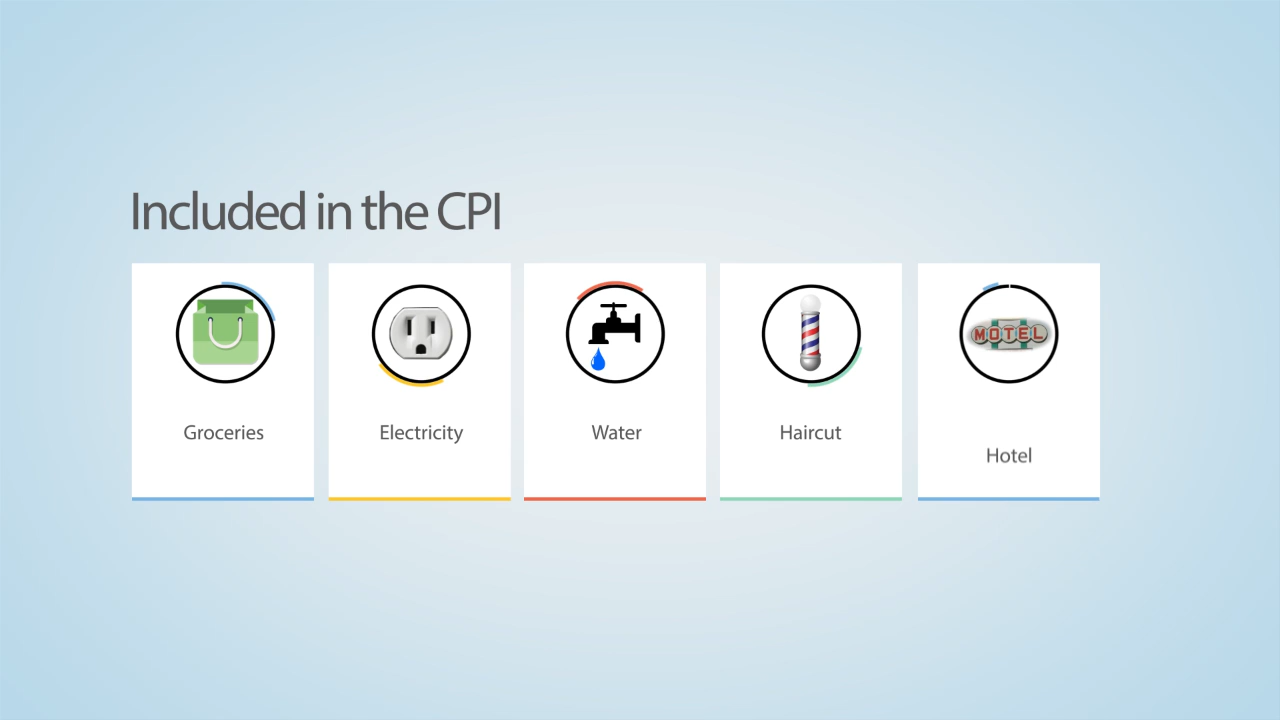 Included in the CPI
MOTEL
Groceries
Electricity
Water
Haircut
Hotel